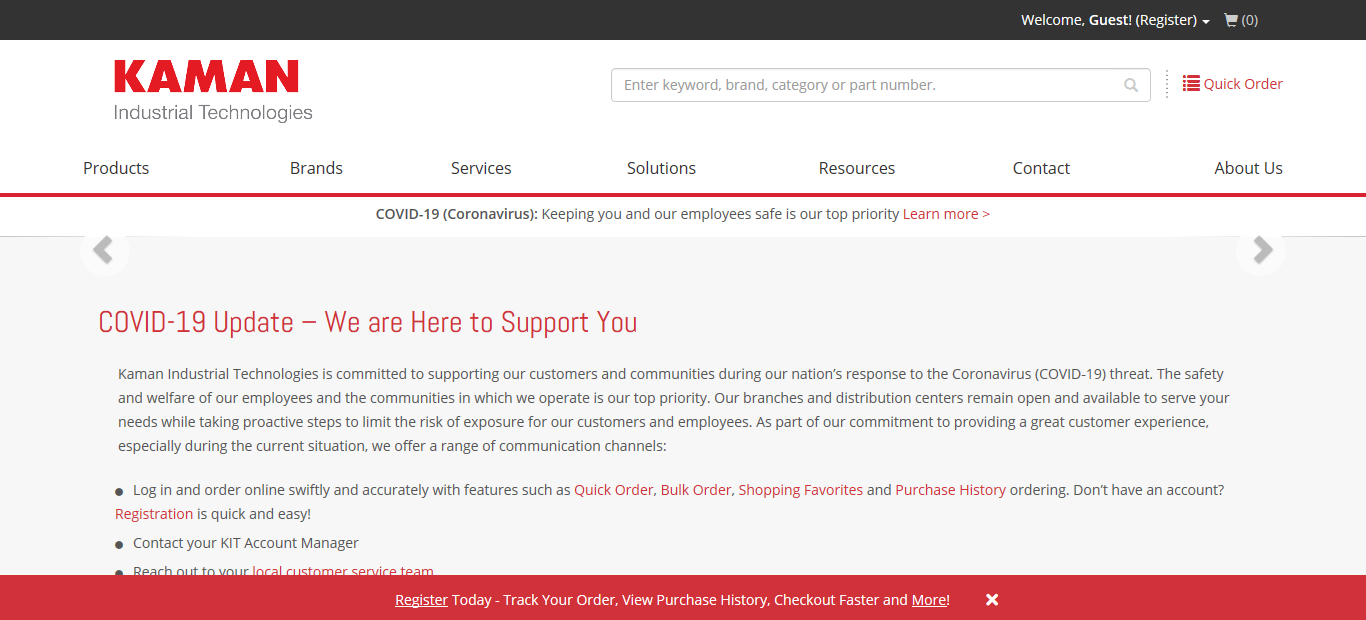 Welcome, Guest! (Register) (0)
KAMAN
Industrial Technologies
Enter keyword, brand, category or part number.
Quick Order
Products Brands Services Solutions Resources Contact About Us
COVID-19 (Coronavirus): Keeping you and our employees safe is our top priority Learn more >
COVID-19 Update – We are Here to Support You
Kaman Industrial Technologies is committed to supporting our customers and communities during our nation’s response to the Coronavirus (COVID-19) threat. The safety
and welfare of our employees and the communities in which we operate is our top priority. Our branches and distribution centers remain open and available to serve your
needs while taking proactive steps to limit the risk of exposure for our customers and employees. As part of our commitment to providing a great customer experience,
especially during the current situation, we offer a range of communication channels:
● Log in and order online swiftly and accurately with features such as Quick Order, Bulk Order, Shopping Favorites and Purchase History ordering. Don’t have an account?
Registration is quick and easy!
● Contact your KIT Account Manager
● Reach out to your local customer service team
Register Today - Track Your Order, View Purchase History, Checkout Faster and More!